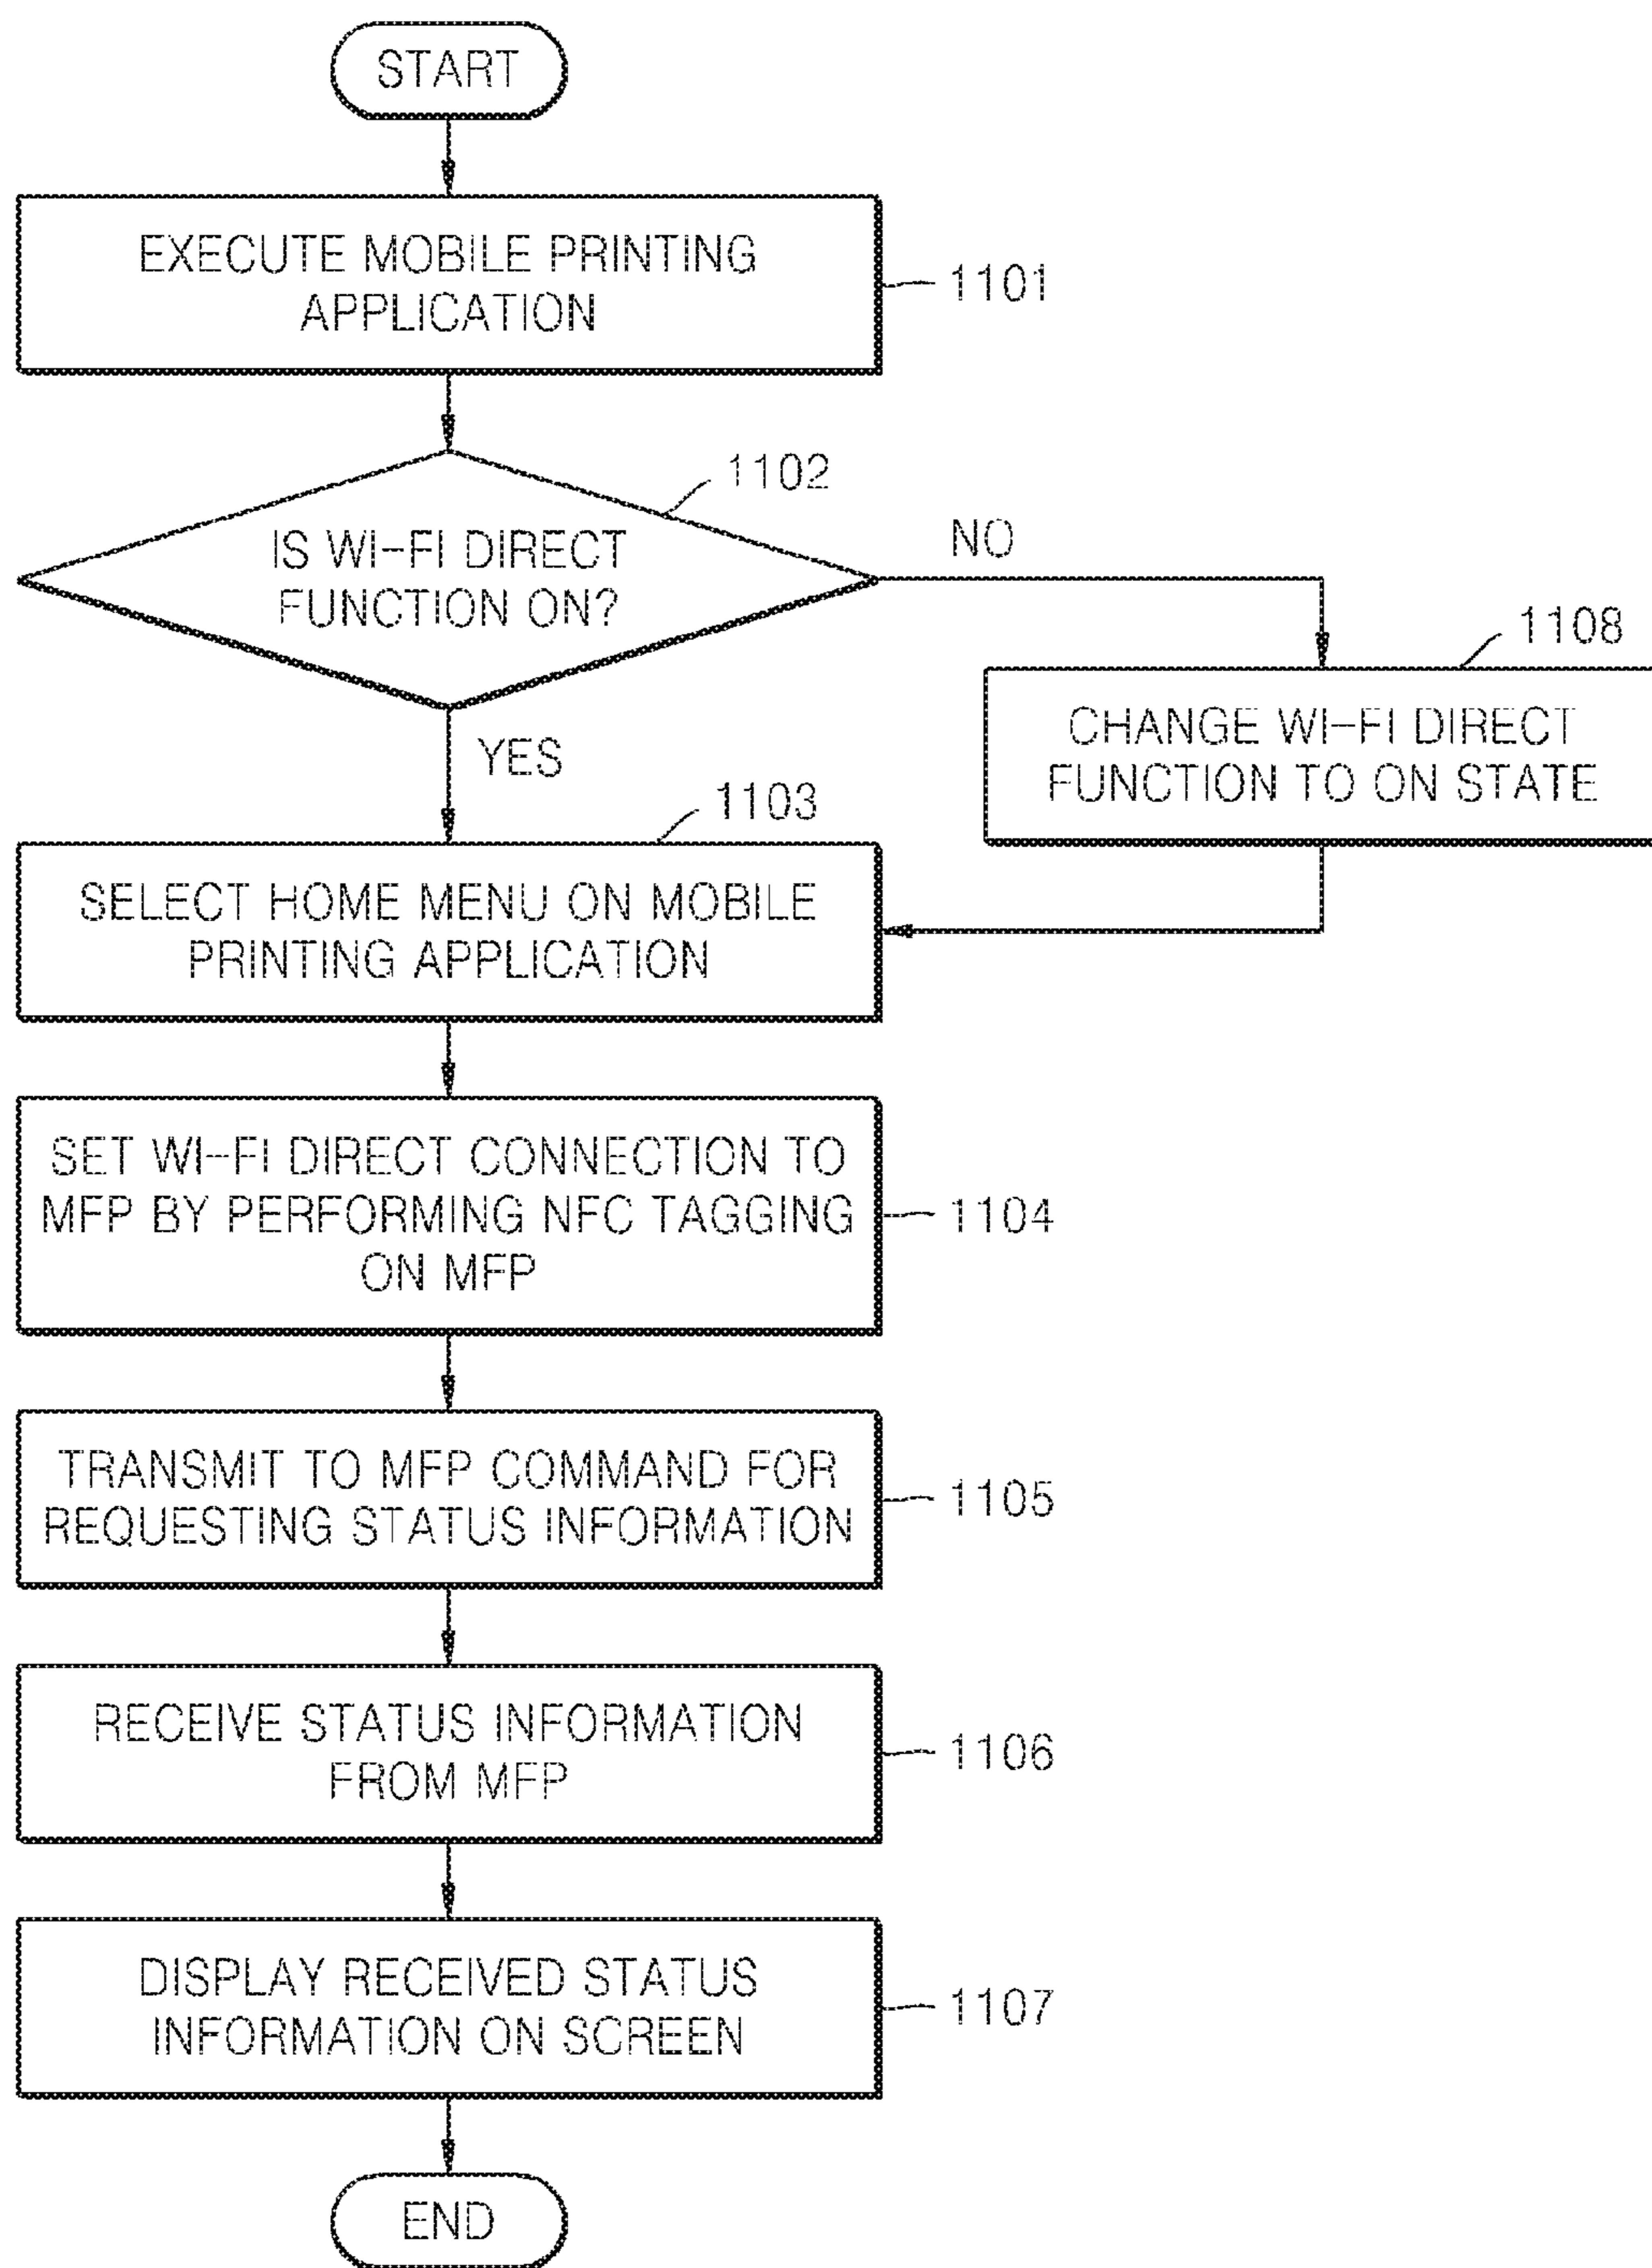 START
EXECUTE MOBILE PRINTING
APPLICATION
1101
1102
IS WI-FI DIRECT
FUNCTION ON?
NO
1108
CHANGE WI-FI DIRECT
FUNCTION TO ON STATE
YES
1103
SELECT HOME MENU ON MOBILE
PRINTING APPLICATION
SET WI-FI DIRECT CONNECTION TO
MFP BY PERFORMING NFC TAGGING
ON MFP
1104
TRANSMIT TO MFP COMMAND FOR
REQUESTING STATUS INFORMATION
1105
RECEIVE STATUS INFORMATION
FROM MFP
1106
DISPLAY RECEIVED STATUS
INFORMATION ON SCREEN
1107
END